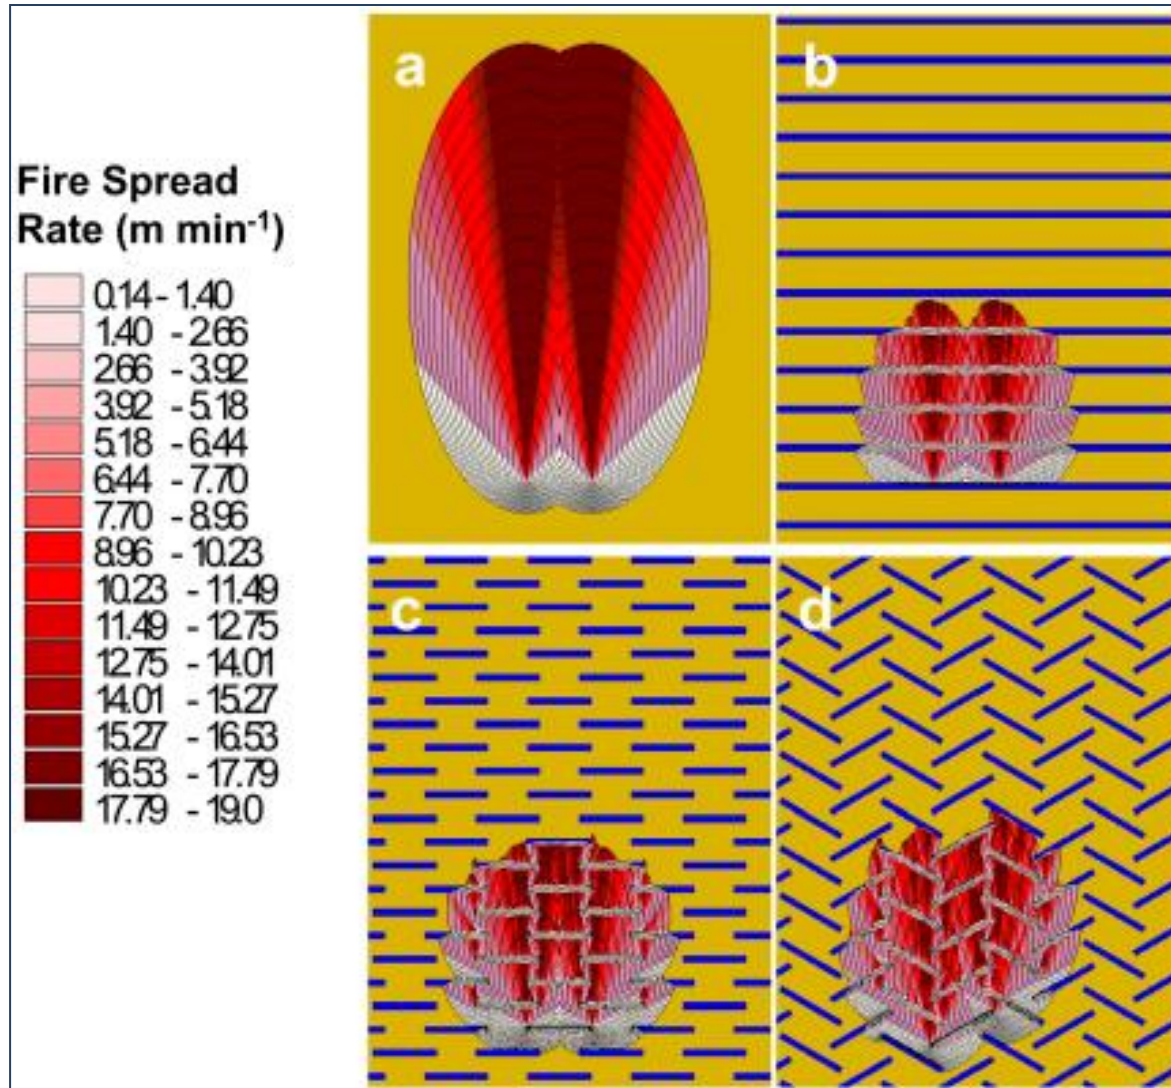 Fire Spread
Rate (m min-1)
0.14 - 1.40
1.40 - 2.66
2.66 - 3.92
3.92 - 5.18
5.18 - 6.44
6.44 - 7.70
7.70 - 8.96
8.96 - 10.23
10.23 - 11.49
11.49 - 12.75
12.75 - 14.01
14.01 - 15.27
15.27 - 16.53
16.53 - 17.79
17.79 - 19.0
a
b
c
d